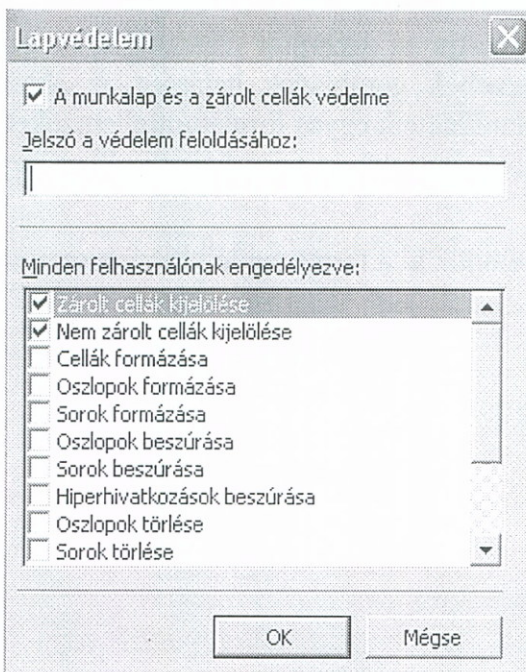 Lapvédelem
A munkalap és a zárolt cellák védelme
Jelszó a védelem feloldásához:
Minden felhasználónak engedélyezve:
Zárolt cellák kijelölése
Nem zárolt cellák kijelölése
Cellák formázása
Oszlopok formázása
Sorok formázása
Oszlopok beszúrása
Sorok beszúrása
Hiperhivatkozások beszúrása
Oszlopok törlése
Sorok törlése
OK
Mégse